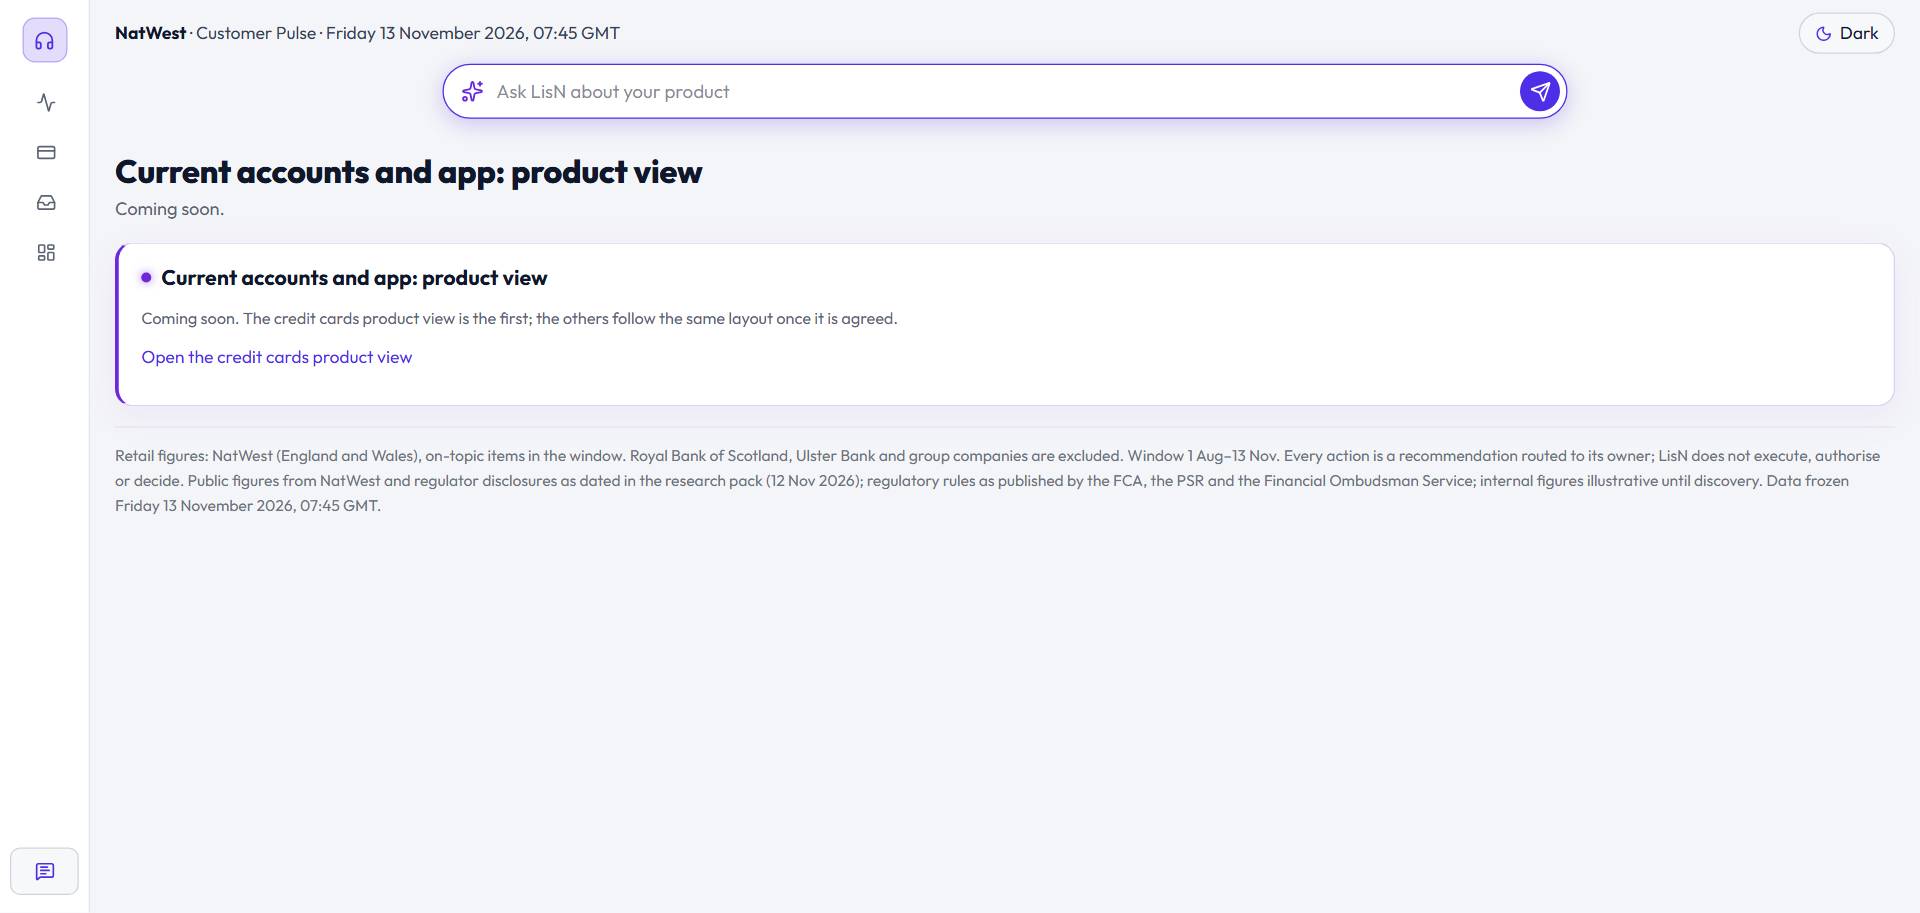 NatWest · Customer Pulse · Friday 13 November 2026, 07:45 GMT
Dark
Ask LisN about your product
Current accounts and app: product view
Coming soon.
Current accounts and app: product view
Coming soon. The credit cards product view is the first; the others follow the same layout once it is agreed.
Open the credit cards product view
Retail figures: NatWest (England and Wales), on-topic items in the window. Royal Bank of Scotland, Ulster Bank and group companies are excluded. Window 1 Aug–13 Nov. Every action is a recommendation routed to its owner; LisN does not execute, authorise
or decide. Public figures from NatWest and regulator disclosures as dated in the research pack (12 Nov 2026); regulatory rules as published by the FCA, the PSR and the Financial Ombudsman Service; internal figures illustrative until discovery. Data frozen
Friday 13 November 2026, 07:45 GMT.